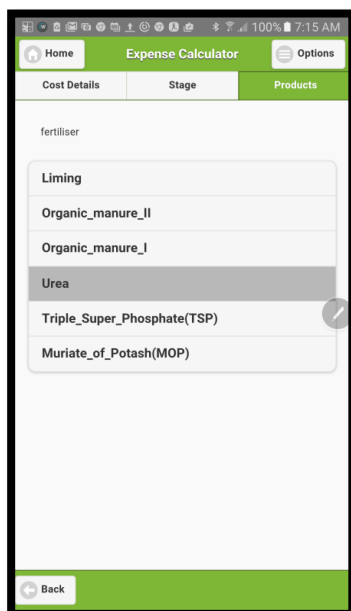 100% 7:15 AM
Home
Expense Calculator
Options
Cost Details
Stage
Products
fertiliser
Liming
Organic_manure_II
Organic_manure_I
Urea
Triple_Super_Phosphate(TSP)
Muriate_of_Potash(MOP)
Back